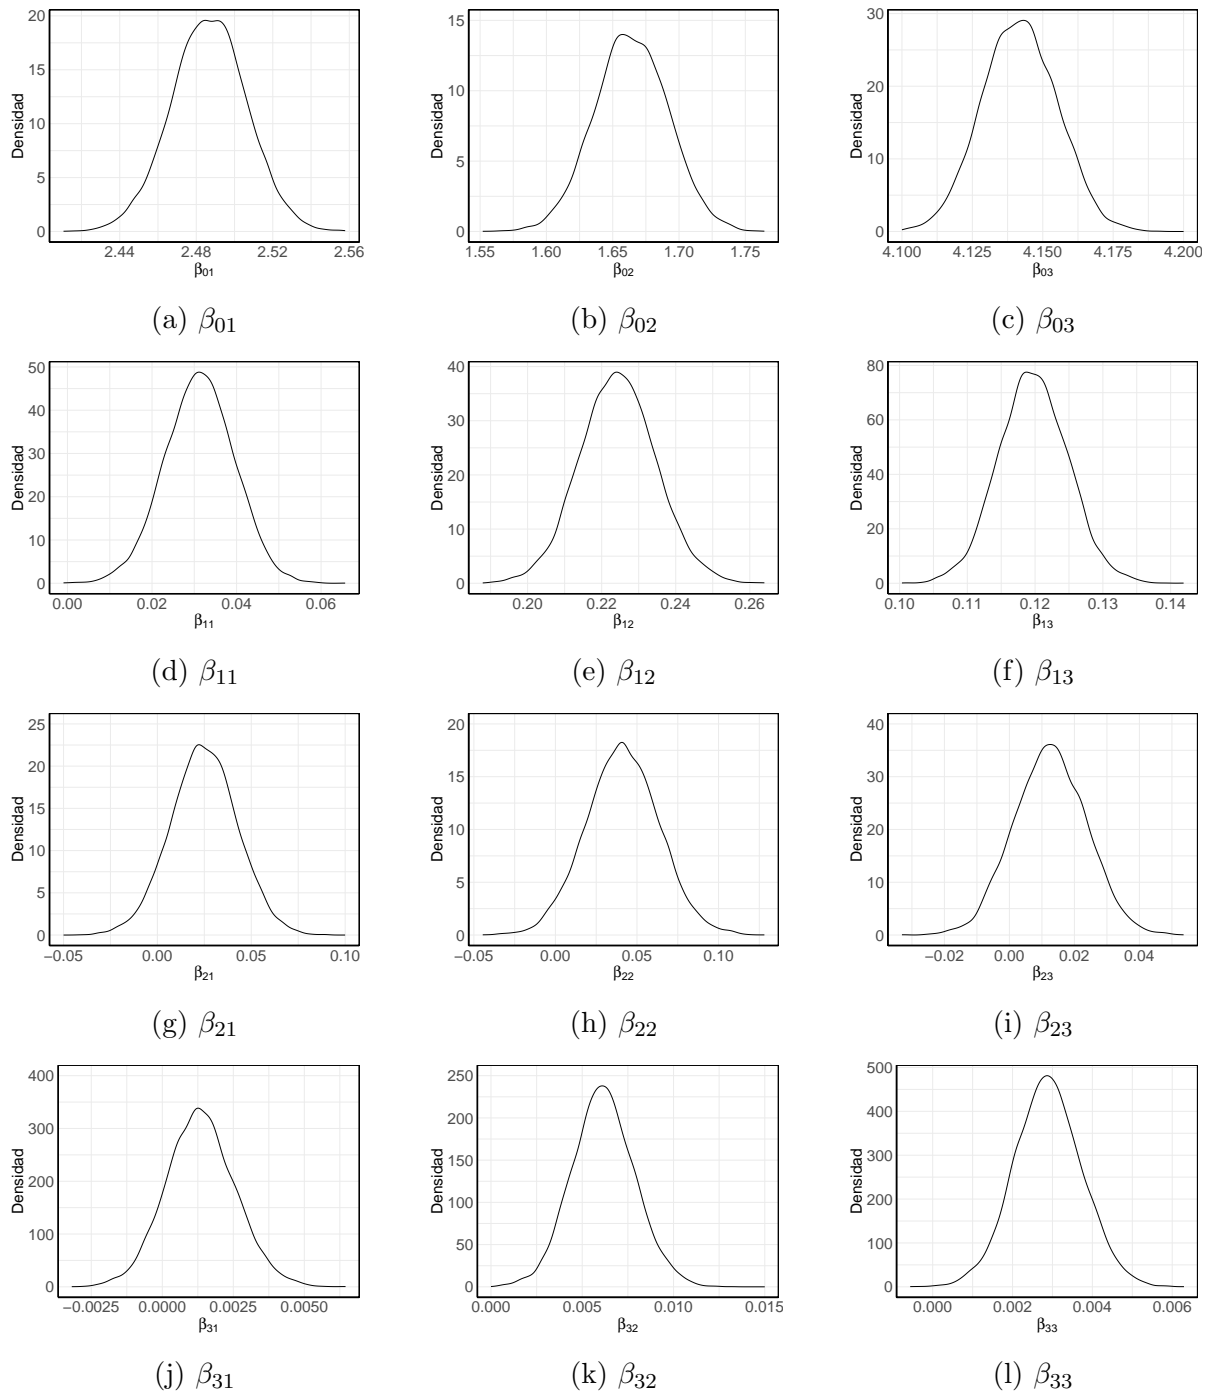 20
15
10
5
0
Densidad
2.44 2.48 2.52 2.56
β01
(a) β01
15
10
5
0
Densidad
1.55 1.60 1.65 1.70 1.75
β02
(b) β02
30
20
10
0
Densidad
4.100 4.125 4.150 4.175 4.200
β03
(c) β03
50
40
30
20
10
0
Densidad
0.00 0.02 0.04 0.06
β11
(d) β11
40
30
20
10
0
Densidad
0.20 0.22 0.24 0.26
β12
(e) β12
80
60
40
20
0
Densidad
0.10 0.11 0.12 0.13 0.14
β13
(f) β13
25
20
15
10
5
0
Densidad
−0.05 0.00 0.05 0.10
β21
(g) β21
20
15
10
5
0
Densidad
−0.05 0.00 0.05 0.10
β22
(h) β22
40
30
20
10
0
Densidad
−0.02 0.00 0.02 0.04
β23
(i) β23
400
300
200
100
0
Densidad
−0.0025 0.0000 0.0025 0.0050
β31
(j) β31
250
200
150
100
50
0
Densidad
0.000 0.005 0.010 0.015
β32
(k) β32
500
400
300
200
100
0
Densidad
0.000 0.002 0.004 0.006
β33
(l) β33